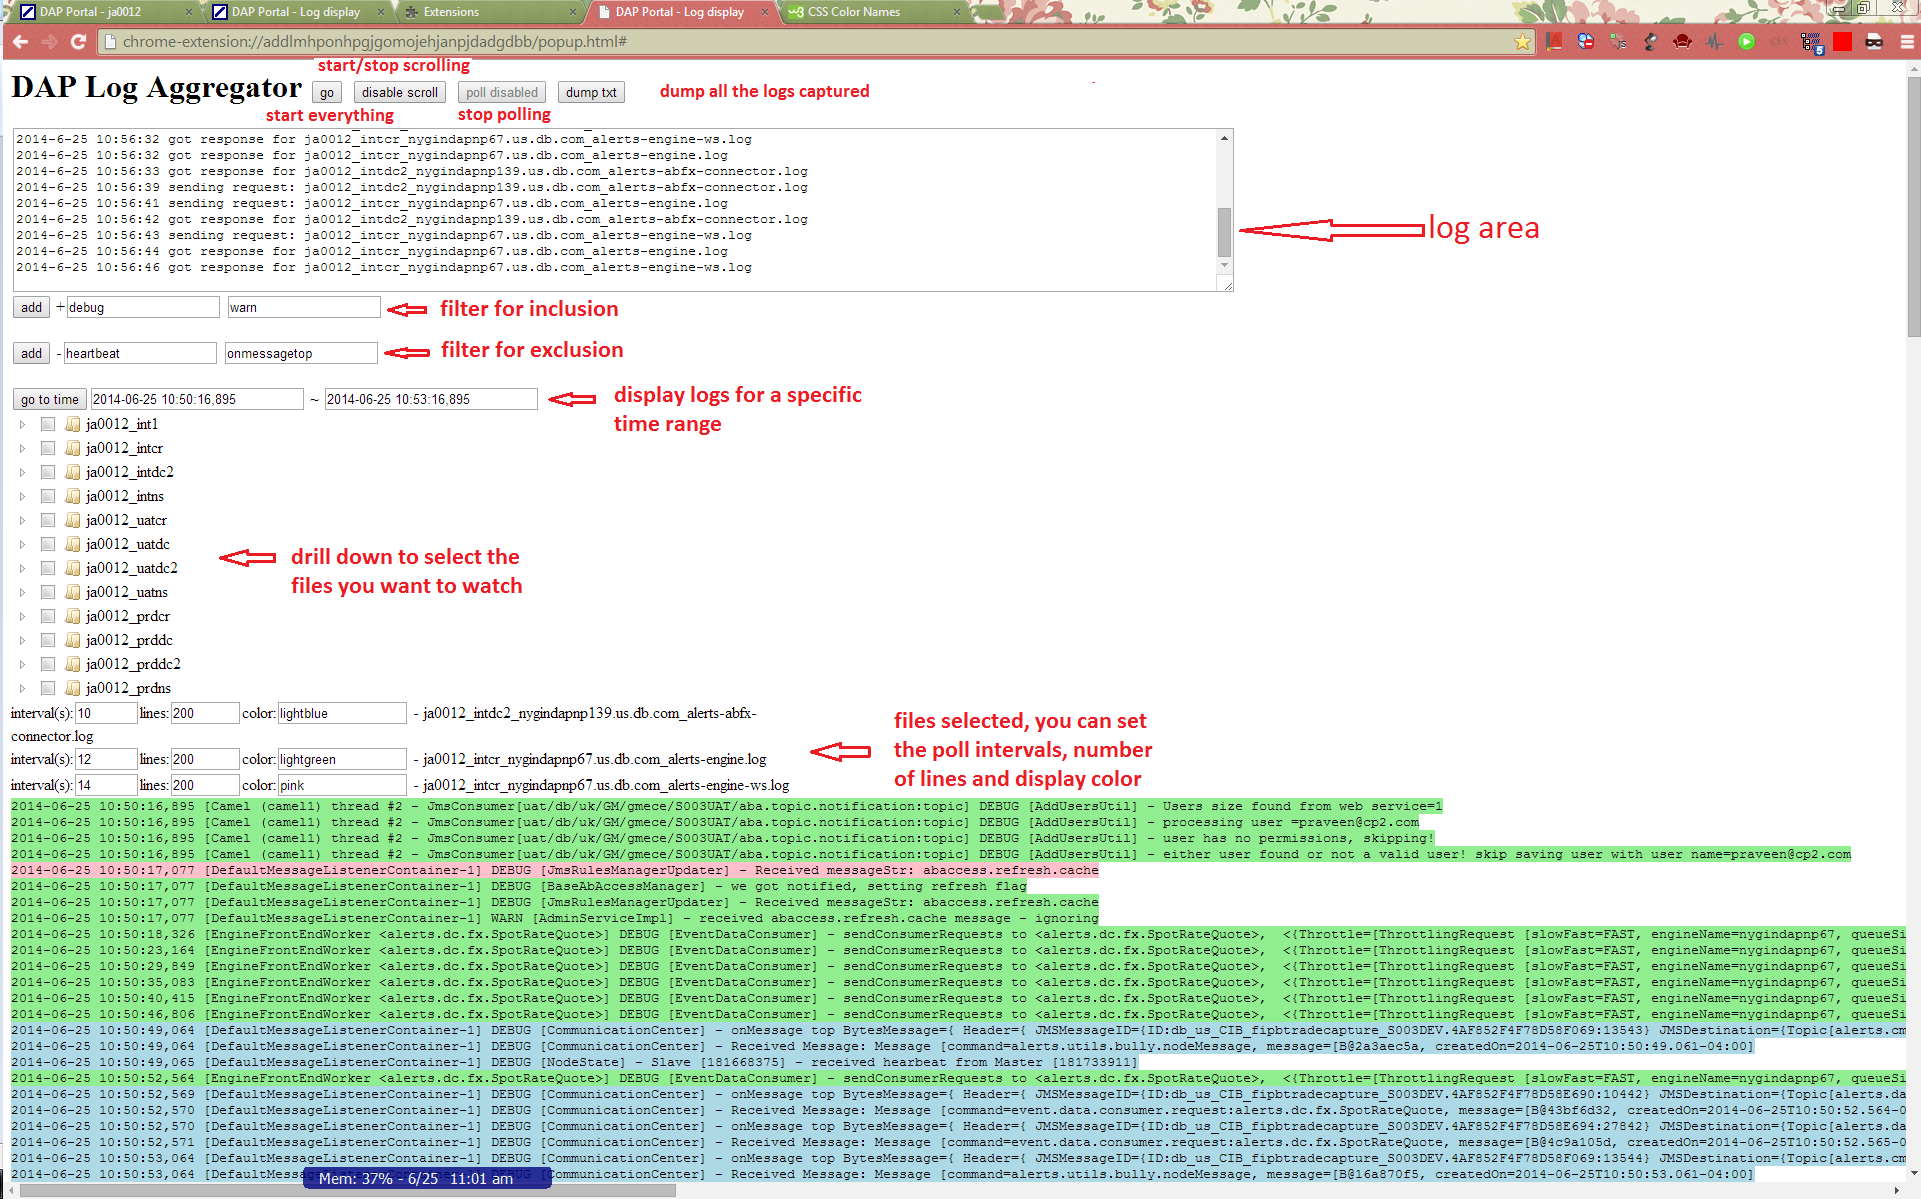 DAP Portal - ja0012
DAP Portal - Log display
Extensions
DAP Portal - Log display
CSS Color Names
chrome-extension://addlmhponhpgjgomojehjanpjdadgdbb/popup.html#
start/stop scrolling
DAP Log Aggregator go disable scroll poll disabled dump txt dump all the logs captured
start everything stop polling
2014-6-25 10:56:32 got response for ja0012_intcr_nygindapnp67.us.db.com_alerts-engine-ws.log
2014-6-25 10:56:32 got response for ja0012_intcr_nygindapnp67.us.db.com_alerts-engine.log
2014-6-25 10:56:33 got response for ja0012_intdc2_nygindapnp139.us.db.com_alerts-abfx-connector.log
2014-6-25 10:56:39 sending request: ja0012_intdc2_nygindapnp139.us.db.com_alerts-abfx-connector.log
2014-6-25 10:56:41 sending request: ja0012_intcr_nygindapnp67.us.db.com_alerts-engine.log
2014-6-25 10:56:42 got response for ja0012_intdc2_nygindapnp139.us.db.com_alerts-abfx-connector.log
2014-6-25 10:56:43 sending request: ja0012_intcr_nygindapnp67.us.db.com_alerts-engine-ws.log
2014-6-25 10:56:44 got response for ja0012_intcr_nygindapnp67.us.db.com_alerts-engine.log
2014-6-25 10:56:46 got response for ja0012_intcr_nygindapnp67.us.db.com_alerts-engine-ws.log
log area
add + debug warn filter for inclusion
add - heartbeat onmessagetop filter for exclusion
go to time 2014-06-25 10:50:16,895 ~ 2014-06-25 10:53:16,895
display logs for a specific
time range
ja0012_int1
ja0012_intcr
ja0012_intdc2
ja0012_intns
ja0012_uatcr
ja0012_uatdc
ja0012_uatdc2
ja0012_uatns
ja0012_prdcr
ja0012_prddc
ja0012_prddc2
ja0012_prdns
drill down to select the
files you want to watch
interval(s): 10 lines: 200 color: lightblue - ja0012_intdc2_nygindapnp139.us.db.com_alerts-abfx-
connector.log
interval(s): 12 lines: 200 color: lightgreen - ja0012_intcr_nygindapnp67.us.db.com_alerts-engine.log
interval(s): 14 lines: 200 color: pink - ja0012_intcr_nygindapnp67.us.db.com_alerts-engine-ws.log
files selected, you can set
the poll intervals, number
of lines and display color
2014-06-25 10:50:16,895 [Camel (camel1) thread #2 - JmsConsumer[uat/db/uk/GM/gmece/S003UAT/aba.topic.notification:topic] DEBUG [AddUsersUtil] - Users size found from web service=1
2014-06-25 10:50:16,895 [Camel (camel1) thread #2 - JmsConsumer[uat/db/uk/GM/gmece/S003UAT/aba.topic.notification:topic] DEBUG [AddUsersUtil] - processing user =praveen@cp2.com
2014-06-25 10:50:16,895 [Camel (camel1) thread #2 - JmsConsumer[uat/db/uk/GM/gmece/S003UAT/aba.topic.notification:topic] DEBUG [AddUsersUtil] - user has no permissions, skipping!
2014-06-25 10:50:16,895 [Camel (camel1) thread #2 - JmsConsumer[uat/db/uk/GM/gmece/S003UAT/aba.topic.notification:topic] DEBUG [AddUsersUtil] - either user found or not a valid user! skip saving user with user name=praveen@cp2.com
2014-06-25 10:50:17,077 [DefaultMessageListenerContainer-1] DEBUG [JmsRulesManagerUpdater] - Received messageStr: abaccess.refresh.cache
2014-06-25 10:50:17,077 [DefaultMessageListenerContainer-1] DEBUG [BaseAbAccessManager] - we got notified, setting refresh flag
2014-06-25 10:50:17,077 [DefaultMessageListenerContainer-1] DEBUG [JmsRulesManagerUpdater] - Received messageStr: abaccess.refresh.cache
2014-06-25 10:50:17,077 [DefaultMessageListenerContainer-1] WARN [AdminServiceImpl] - received abaccess.refresh.cache message - ignoring
2014-06-25 10:50:18,326 [EngineFrontEndWorker <alerts.dc.fx.SpotRateQuote>] DEBUG [EventDataConsumer] - sendConsumerRequests to <alerts.dc.fx.SpotRateQuote>, <{Throttle=[ThrottlingRequest [slowFast=FAST, engineName=nygindapnp67, queueSi
2014-06-25 10:50:23,164 [EngineFrontEndWorker <alerts.dc.fx.SpotRateQuote>] DEBUG [EventDataConsumer] - sendConsumerRequests to <alerts.dc.fx.SpotRateQuote>, <{Throttle=[ThrottlingRequest [slowFast=FAST, engineName=nygindapnp67, queueSi
2014-06-25 10:50:29,849 [EngineFrontEndWorker <alerts.dc.fx.SpotRateQuote>] DEBUG [EventDataConsumer] - sendConsumerRequests to <alerts.dc.fx.SpotRateQuote>, <{Throttle=[ThrottlingRequest [slowFast=FAST, engineName=nygindapnp67, queueSi
2014-06-25 10:50:35,083 [EngineFrontEndWorker <alerts.dc.fx.SpotRateQuote>] DEBUG [EventDataConsumer] - sendConsumerRequests to <alerts.dc.fx.SpotRateQuote>, <{Throttle=[ThrottlingRequest [slowFast=FAST, engineName=nygindapnp67, queueSi
2014-06-25 10:50:40,415 [EngineFrontEndWorker <alerts.dc.fx.SpotRateQuote>] DEBUG [EventDataConsumer] - sendConsumerRequests to <alerts.dc.fx.SpotRateQuote>, <{Throttle=[ThrottlingRequest [slowFast=FAST, engineName=nygindapnp67, queueSi
2014-06-25 10:50:46,806 [EngineFrontEndWorker <alerts.dc.fx.SpotRateQuote>] DEBUG [EventDataConsumer] - sendConsumerRequests to <alerts.dc.fx.SpotRateQuote>, <{Throttle=[ThrottlingRequest [slowFast=FAST, engineName=nygindapnp67, queueSi
2014-06-25 10:50:49,064 [DefaultMessageListenerContainer-1] DEBUG [CommunicationCenter] - onMessage top BytesMessage={ Header={ JMSMessageID={ID:db_us_CIB_fipbtradecapture_S003DEV.4AF852F4F78D58F069:13543} JMSDestination={Topic[alerts.cm
2014-06-25 10:50:49,064 [DefaultMessageListenerContainer-1] DEBUG [CommunicationCenter] - Received Message: Message [command=alerts.utils.bully.nodeMessage, message=[B@2a3aec5a, createdOn=2014-06-25T10:50:49.061-04:00]
2014-06-25 10:50:49,065 [DefaultMessageListenerContainer-1] DEBUG [NodeState] - Slave [181668375] - received hearbeat from Master [181733911]
2014-06-25 10:50:52,564 [EngineFrontEndWorker <alerts.dc.fx.SpotRateQuote>] DEBUG [EventDataConsumer] - sendConsumerRequests to <alerts.dc.fx.SpotRateQuote>, <{Throttle=[ThrottlingRequest [slowFast=FAST, engineName=nygindapnp67, queueSi
2014-06-25 10:50:52,569 [DefaultMessageListenerContainer-1] DEBUG [CommunicationCenter] - onMessage top BytesMessage={ Header={ JMSMessageID={ID:db_us_CIB_fipbtradecapture_S003DEV.4AF852F4F78D58E690:10442} JMSDestination={Topic[alerts.da
2014-06-25 10:50:52,570 [DefaultMessageListenerContainer-1] DEBUG [CommunicationCenter] - Received Message: Message [command=event.data.consumer.request:alerts.dc.fx.SpotRateQuote, message=[B@43bf6d32, createdOn=2014-06-25T10:50:52.564-0
2014-06-25 10:50:52,570 [DefaultMessageListenerContainer-1] DEBUG [CommunicationCenter] - onMessage top BytesMessage={ Header={ JMSMessageID={ID:db_us_CIB_fipbtradecapture_S003DEV.4AF852F4F78D58E694:27842} JMSDestination={Topic[alerts.da
2014-06-25 10:50:52,571 [DefaultMessageListenerContainer-1] DEBUG [CommunicationCenter] - Received Message: Message [command=event.data.consumer.request:alerts.dc.fx.SpotRateQuote, message=[B@4c9a105d, createdOn=2014-06-25T10:50:52.565-0
2014-06-25 10:50:53,064 [DefaultMessageListenerContainer-1] DEBUG [CommunicationCenter] - onMessage top BytesMessage={ Header={ JMSMessageID={ID:db_us_CIB_fipbtradecapture_S003DEV.4AF852F4F78D58F069:13544} JMSDestination={Topic[alerts.cm
2014-06-25 10:50:53,064 [DefaultMessageListenerContainer-1] DEBUG [CommunicationCenter] - Received Message: Message [command=alerts.utils.bully.nodeMessage, message=[B@16a870f5, createdOn=2014-06-25T10:50:53.061-04:00]
Mem: 37% - 6/25 11:01 am